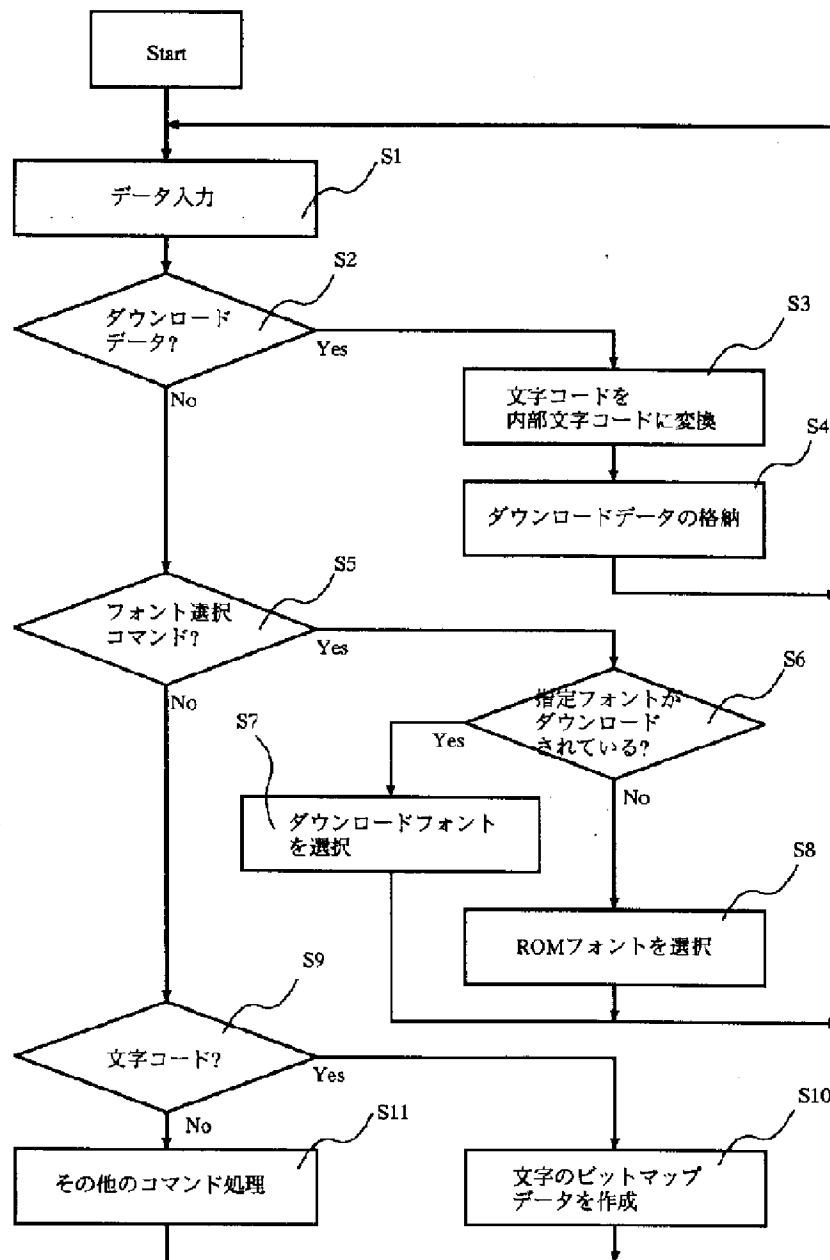 Start
S1
データ入力
S2
ダウンロード
データ?
Yes
No
S3
文字コードを
内部文字コードに変換
S4
ダウンロードデータの格納
S5
フォント選択
コマンド?
Yes
No
S6
指定フォントが
ダウンロード
されている?
Yes
No
S7
ダウンロードフォント
を選択
S8
ROMフォントを選択
S9
文字コード?
Yes
No
S10
文字のビットマップ
データを作成
S11
その他のコマンド処理